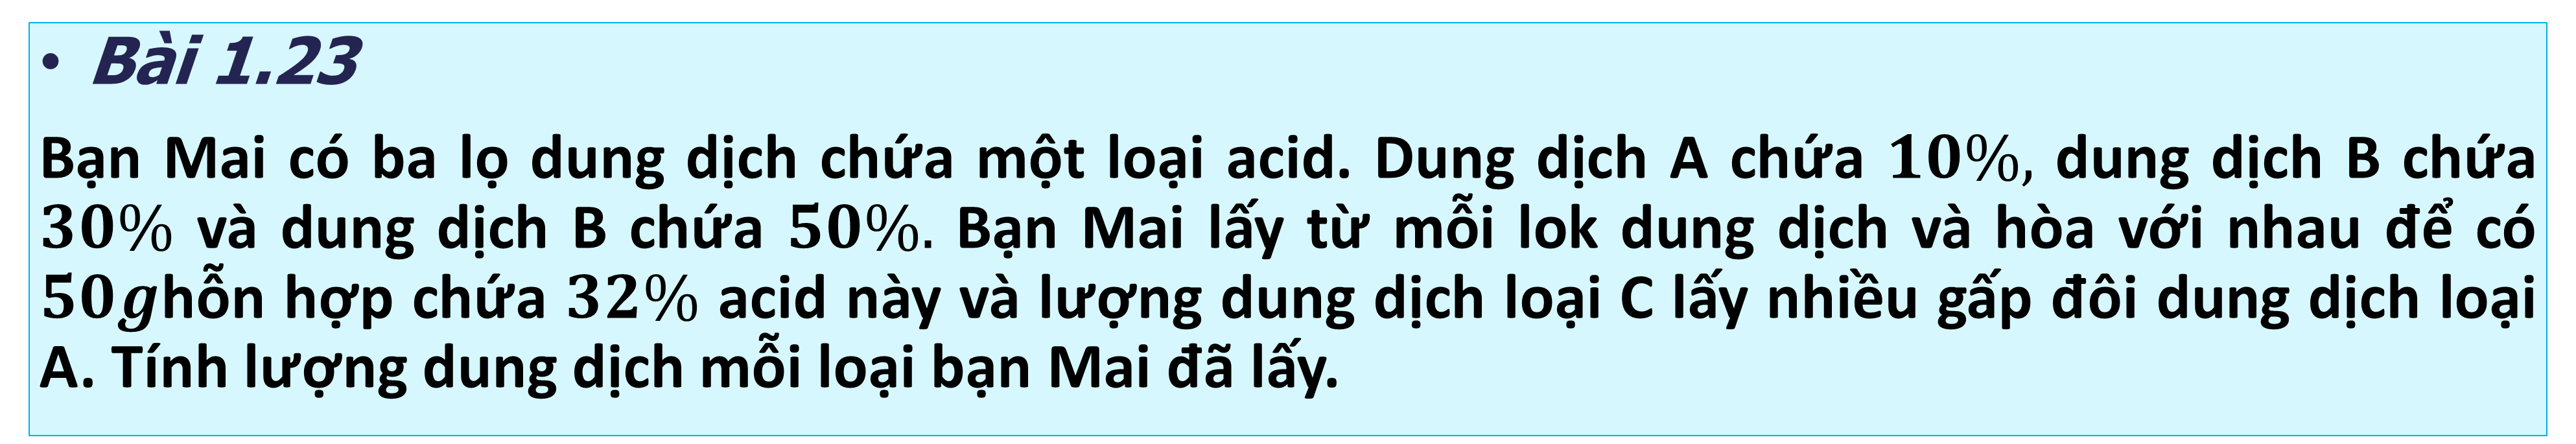 • Bài 1.23
Bạn Mai có ba lọ dung dịch chứa một loại acid. Dung dịch A chứa 10%, dung dịch B chứa
30% và dung dịch B chứa 50%. Bạn Mai lấy từ mỗi lok dung dịch và hòa với nhau để có
50ghỗn hợp chứa 32% acid này và lượng dung dịch loại C lấy nhiều gấp đôi dung dịch loại
A. Tính lượng dung dịch mỗi loại bạn Mai đã lấy.